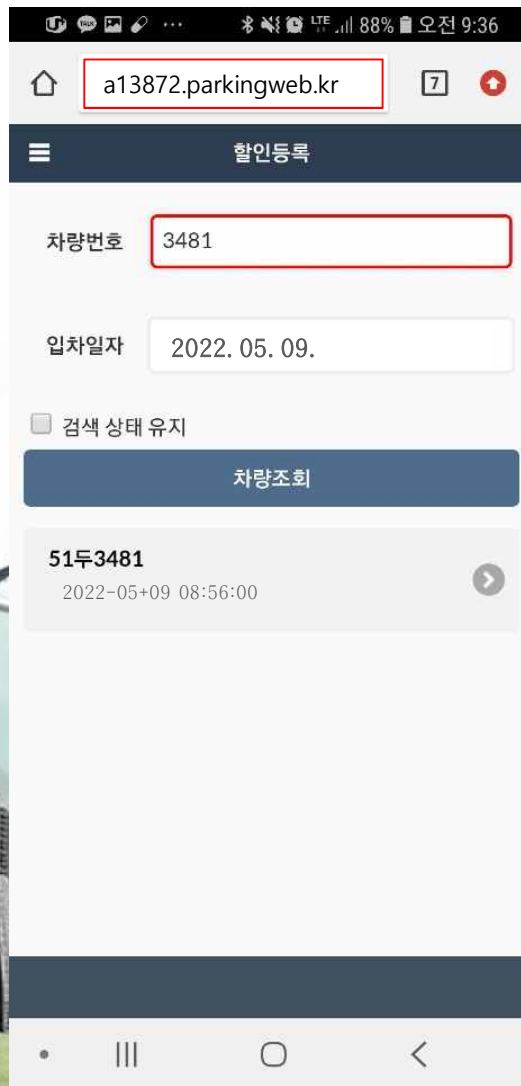 TALK LTE 88% 오전 9:36
a13872.parkingweb.kr 7
할인등록
차량번호 3481
입차일자 2022. 05. 09.
검색 상태 유지
차량조회
51두3481
2022-05+09 08:56:00